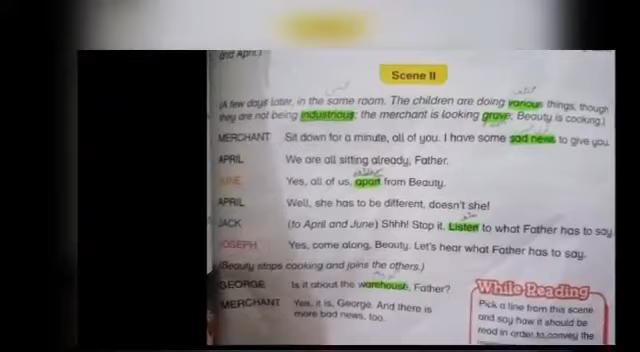 and April.)
Scene II
(A few days later, in the same room. The children are doing various things, though
they are not being industrious; the merchant is looking grave; Beauty is cooking.)
MERCHANT Sit down for a minute, all of you. I have some sad news to give you.
APRIL We are all sitting already, Father.
JUNE Yes, all of us, apart from Beauty.
APRIL Well, she has to be different, doesn't she!
JACK (to April and June) Shhh! Stop it. Listen to what Father has to say.
JOSEPH Yes, come along, Beauty. Let's hear what Father has to say.
(Beauty stops cooking and joins the others.)
GEORGE Is it about the warehouse, Father?
MERCHANT Yes, it is, George. And there is
more bad news, too.
While Reading
Pick a line from this scene
and say how it should be
read in order to convey the